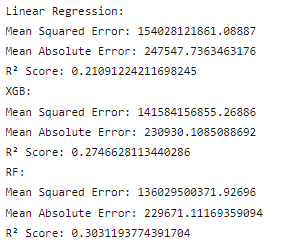 Linear Regression:
Mean Squared Error: 154028121861.08887
Mean Absolute Error: 247547.7363463176
R² Score: 0.21091224211698245
XGB:
Mean Squared Error: 141584156855.26886
Mean Absolute Error: 230930.1085088692
R² Score: 0.2746628113440286
RF:
Mean Squared Error: 136029500371.92696
Mean Absolute Error: 229671.11169359094
R² Score: 0.3031193774391704